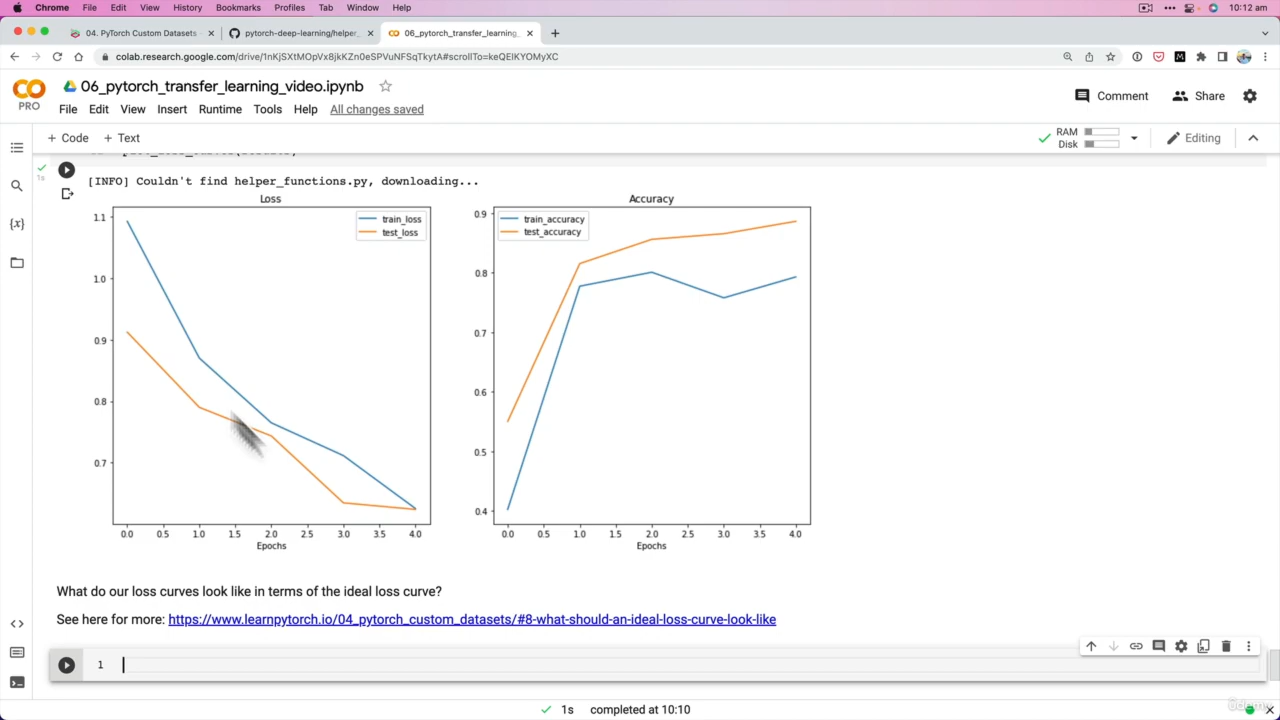 Chrome File Edit View History Bookmarks Profiles Tab Window Help 10:12 am
04. PyTorch Custom Datasets - pytorch-deep-learning/helper_ 06_pytorch_transfer_learning_
colab.research.google.com/drive/1nKjSXtMOpVx8jkKZn0eSPVuNFSqTkytA#scrollTo=keQEIKYOMyXC
06_pytorch_transfer_learning_video.ipynb
PRO
File Edit View Insert Runtime Tools Help All changes saved
Comment Share
+ Code + Text
RAM
Disk
Editing
1s
[INFO] Couldn't find helper_functions.py, downloading...
Loss
train_loss
test_loss
1.1
1.0
0.9
0.8
0.7
0.0 0.5 1.0 1.5 2.0 2.5 3.0 3.5 4.0
Epochs
Accuracy
train_accuracy
test_accuracy
0.9
0.8
0.7
0.6
0.5
0.4
0.0 0.5 1.0 1.5 2.0 2.5 3.0 3.5 4.0
Epochs
What do our loss curves look like in terms of the ideal loss curve?
See here for more: https://www.learnpytorch.io/04_pytorch_custom_datasets/#8-what-should-an-ideal-loss-curve-look-like
1
1s completed at 10:10
ûdemy